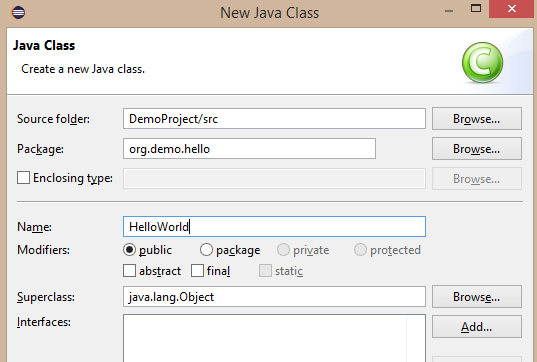 New Java Class
Java Class
Create a new Java class.
C
Source folder: DemoProject/src Browse...
Package: org.demo.hello Browse...
Enclosing type: Browse...
Name: HelloWorld
Modifiers: public package private protected
abstract final static
Superclass: java.lang.Object Browse...
Interfaces: Add...